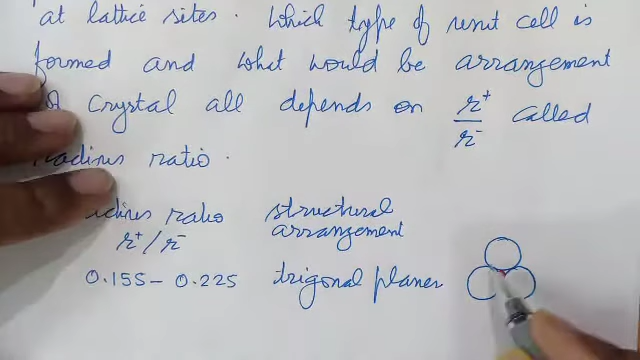 at lattice sites. Which type of unit cell is
formed and what would be arrangement
crystal all depends on r⁺/r⁻ called
radius ratio.
radius ratio structural
r⁺/r⁻ arrangement
0.155 – 0.225 trigonal planer